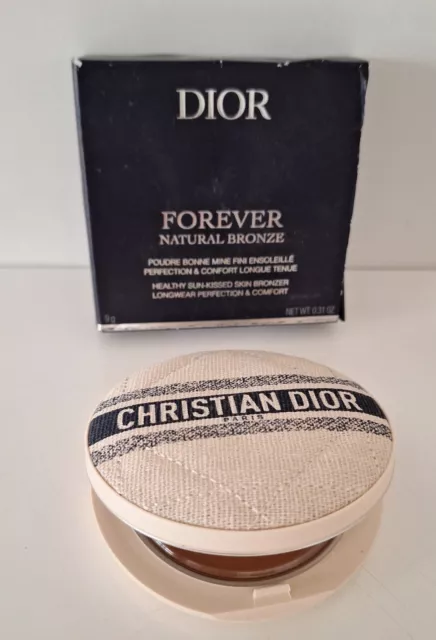 DIOR
FOREVER
NATURAL BRONZE
POUDRE BONNE MINE FINI ENSOLEILLÉ
PERFECTION & CONFORT LONGUE TENUE
HEALTHY SUN-KISSED SKIN BRONZER
LONGWEAR PERFECTION & COMFORT
9g
NET WT. 0.31 OZ
CHRISTIAN DIOR
PARIS